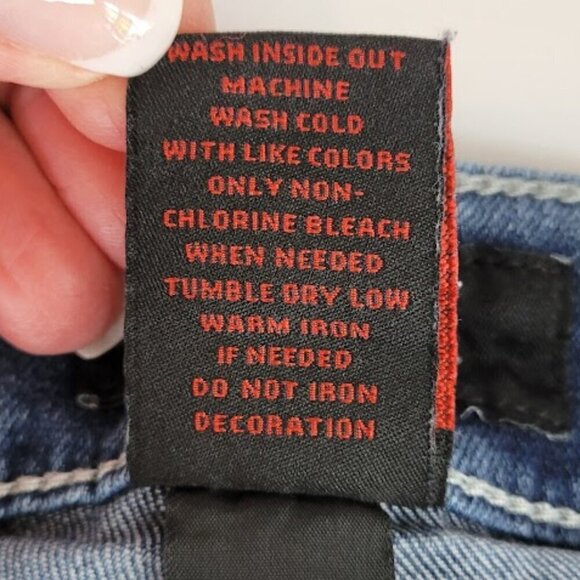 WASH INSIDE OUT
MACHINE
WASH COLD
WITH LIKE COLORS
ONLY NON-
CHLORINE BLEACH
WHEN NEEDED
TUMBLE DRY LOW
WARM IRON
IF NEEDED
DO NOT IRON
DECORATION